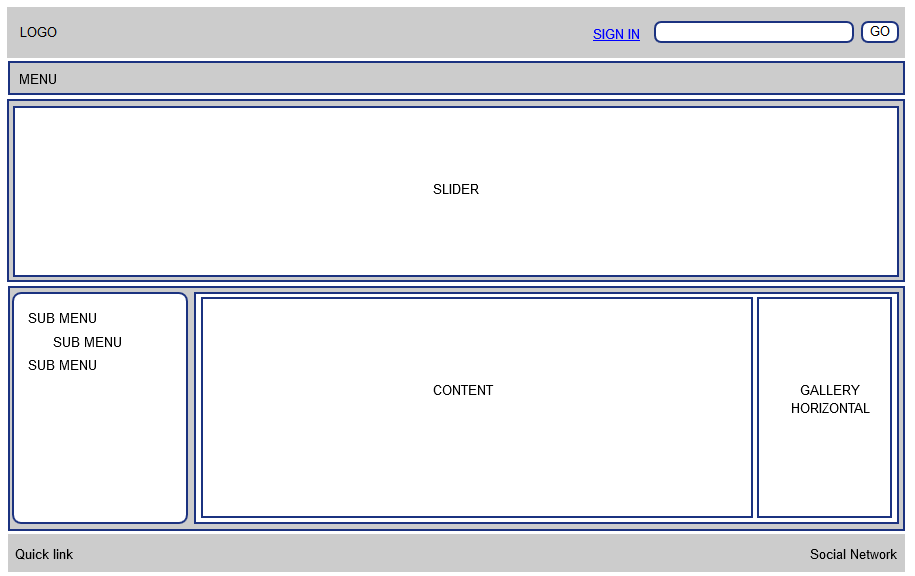 LOGO
SIGN IN
GO
MENU
SLIDER
SUB MENU
SUB MENU
SUB MENU
CONTENT
GALLERY
HORIZONTAL
Quick link
Social Network